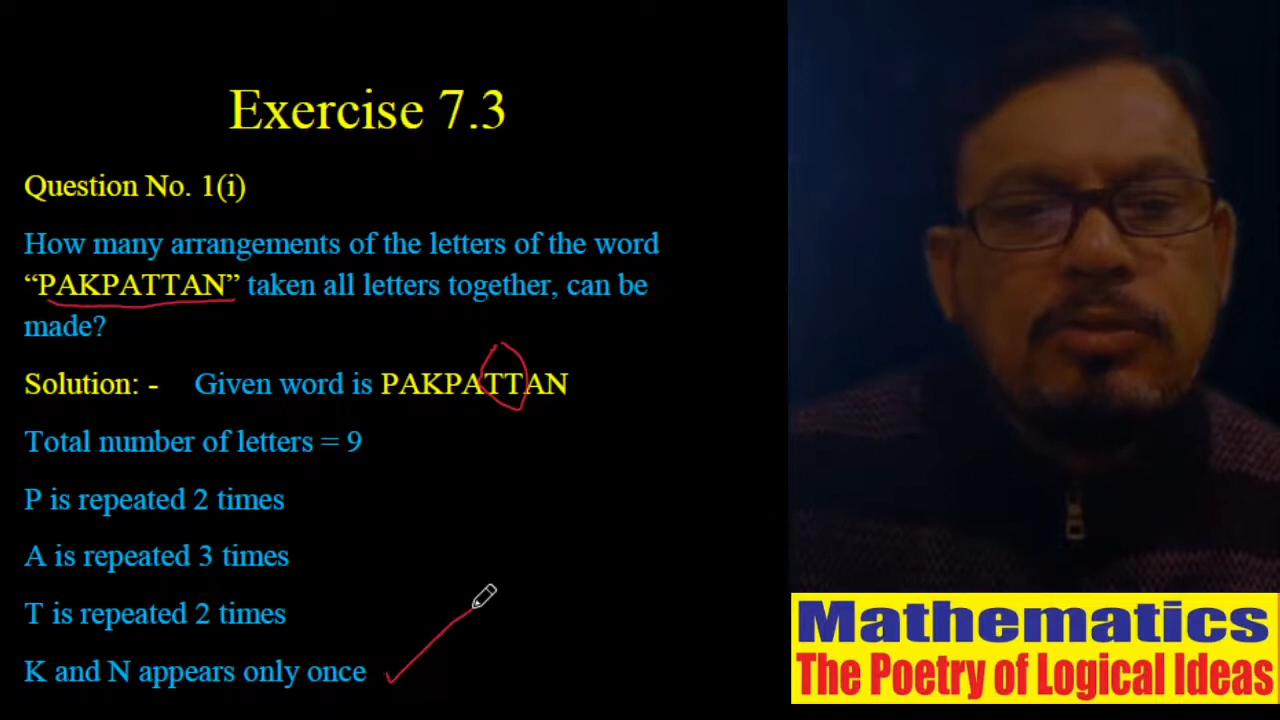 Exercise 7.3
Question No. 1(i)
How many arrangements of the letters of the word
“PAKPATTAN” taken all letters together, can be
made?
Solution: - Given word is PAKPATTAN
Total number of letters = 9
P is repeated 2 times
A is repeated 3 times
T is repeated 2 times
K and N appears only once
Mathematics
The Poetry of Logical Ideas